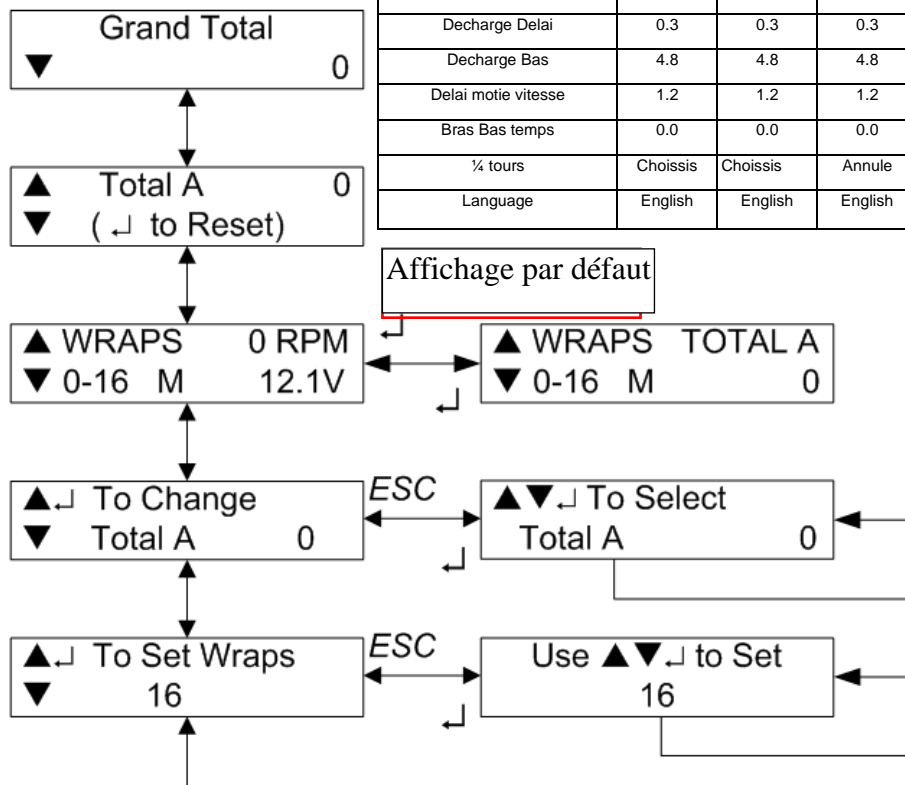 Grand Total
▼ 0
Decharge Delai 0.3 0.3 0.3
Decharge Bas 4.8 4.8 4.8
Delai motie vitesse 1.2 1.2 1.2
Bras Bas temps 0.0 0.0 0.0
¼ tours Choissis Choissis Annule
Language English English English
▲ Total A 0
▼ ( ↵ to Reset)
Affichage par défaut
▲ WRAPS 0 RPM
▼ 0-16 M 12.1V
↵
↵
▲ WRAPS TOTAL A
▼ 0-16 M 0
▲↵ To Change
▼ Total A 0
ESC
↵
▲▼↵ To Select
Total A 0
▲↵ To Set Wraps
▼ 16
ESC
↵
Use ▲▼↵ to Set
16